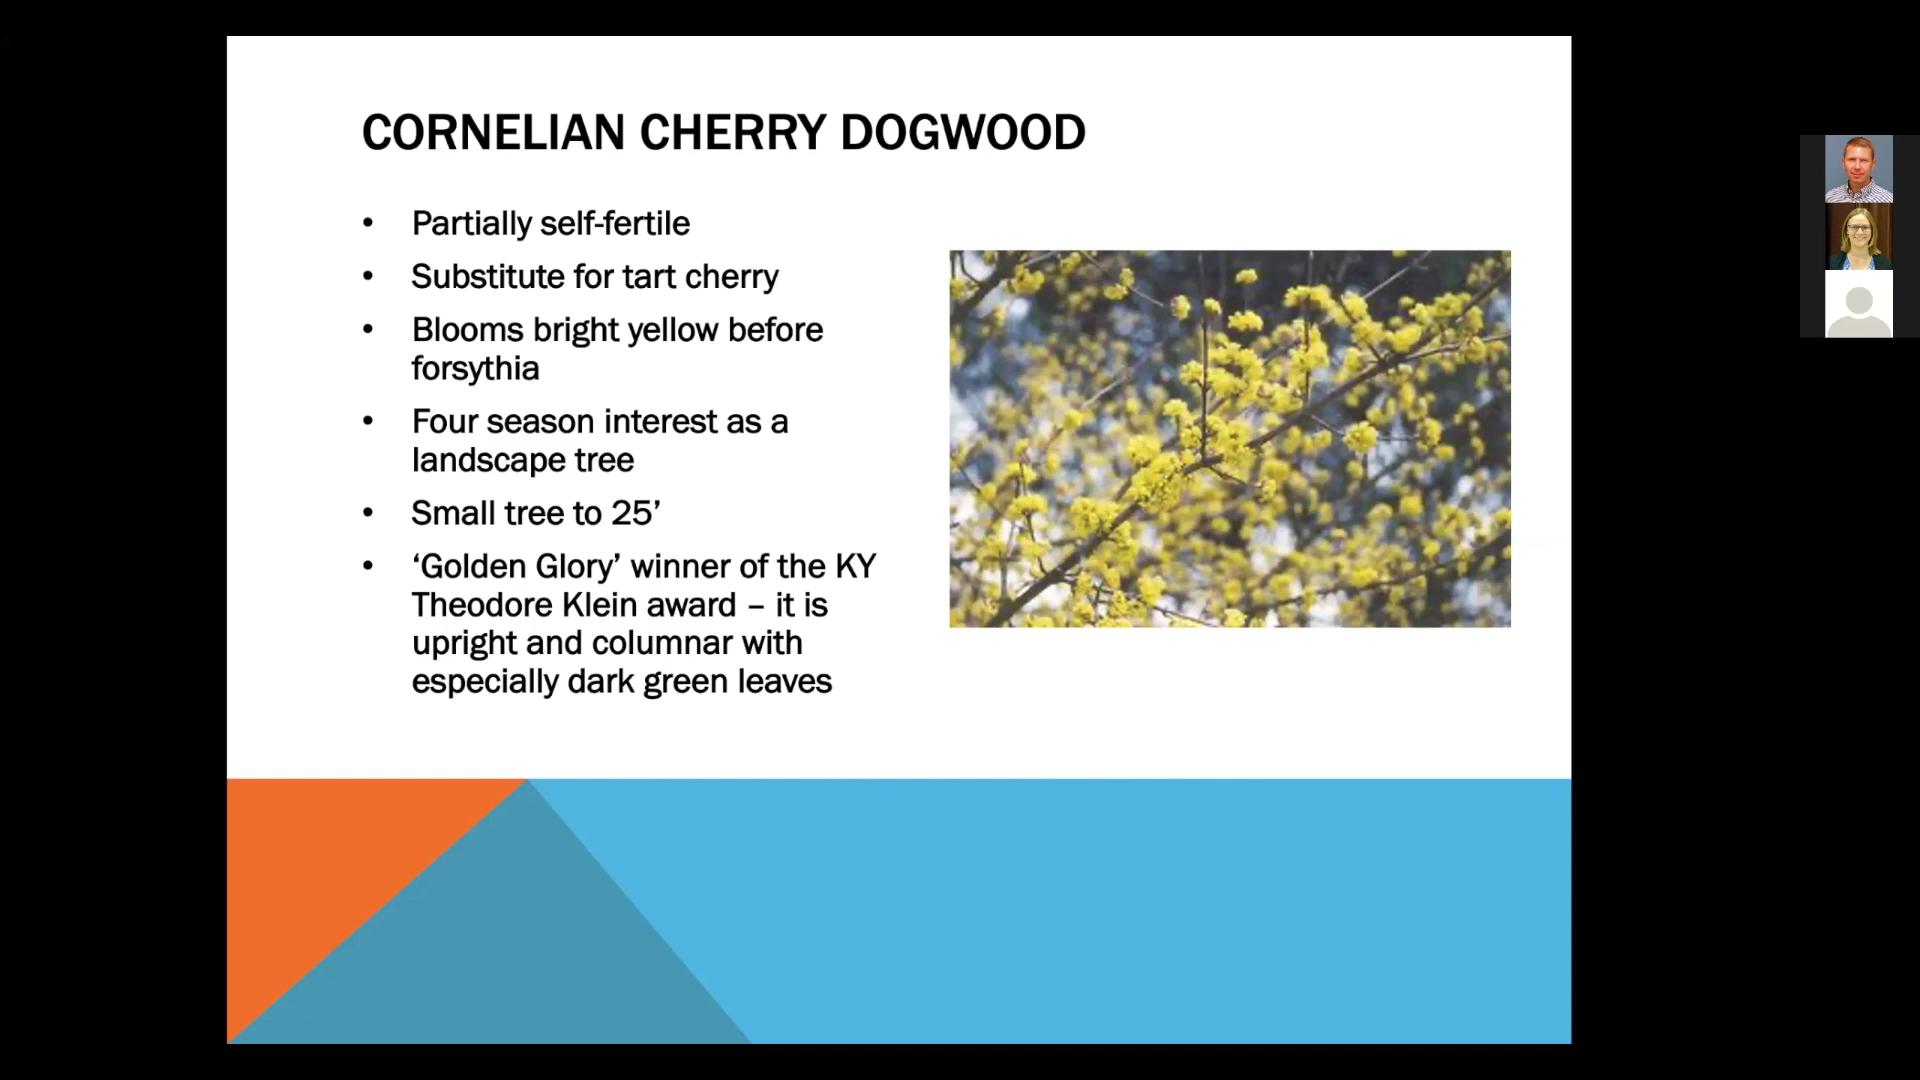 CORNELIAN CHERRY DOGWOOD
• Partially self-fertile
• Substitute for tart cherry
• Blooms bright yellow before
forsythia
• Four season interest as a
landscape tree
• Small tree to 25’
• ‘Golden Glory’ winner of the KY
Theodore Klein award – it is
upright and columnar with
especially dark green leaves